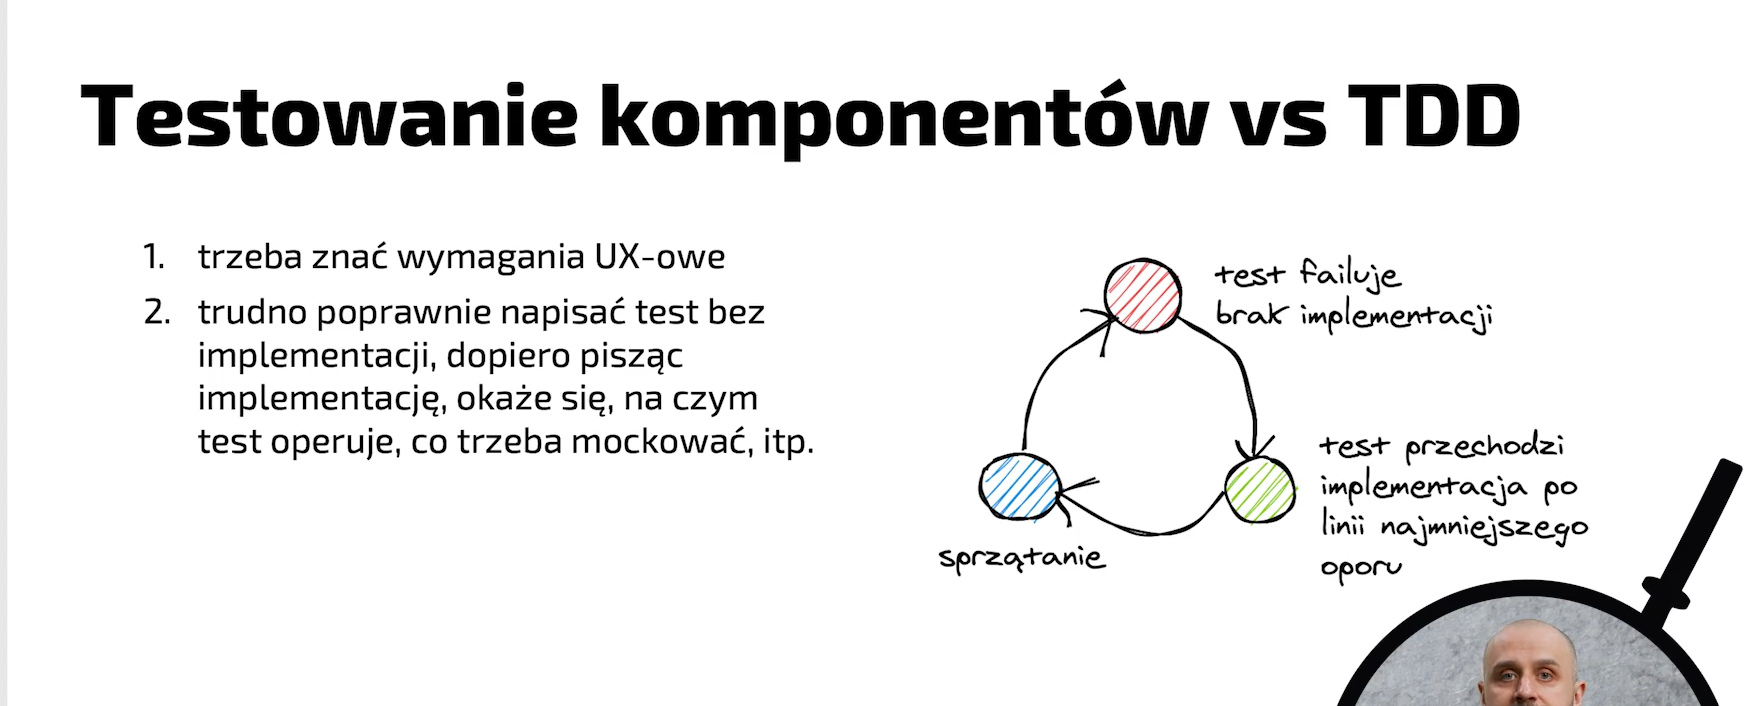 Testowanie komponentów vs TDD
1. trzeba znać wymagania UX-owe
2. trudno poprawnie napisać test bez
implementacji, dopiero pisząc
implementację, okaże się, na czym
test operuje, co trzeba mockować, itp.
test failuje
brak implementacji
test przechodzi
implementacja po
linii najmniejszego
oporu
sprzątanie